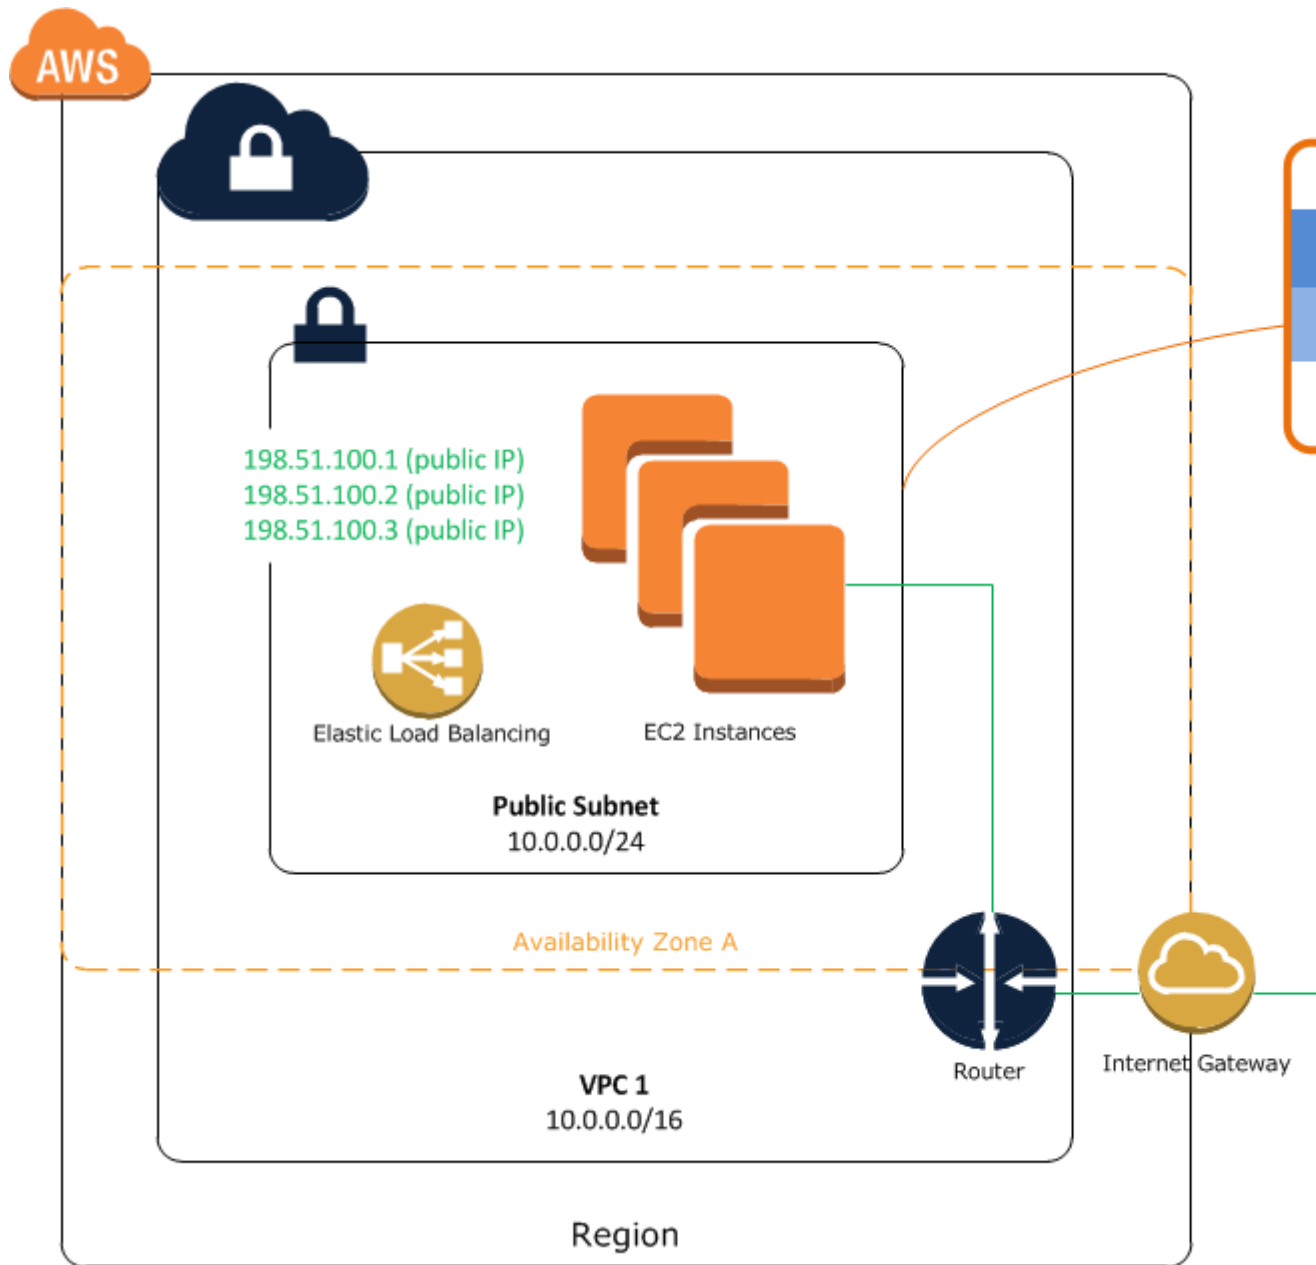 AWS
198.51.100.1 (public IP)
198.51.100.2 (public IP)
198.51.100.3 (public IP)
Elastic Load Balancing
EC2 Instances
Public Subnet
10.0.0.0/24
Availability Zone A
Router
Internet Gateway
VPC 1
10.0.0.0/16
Region